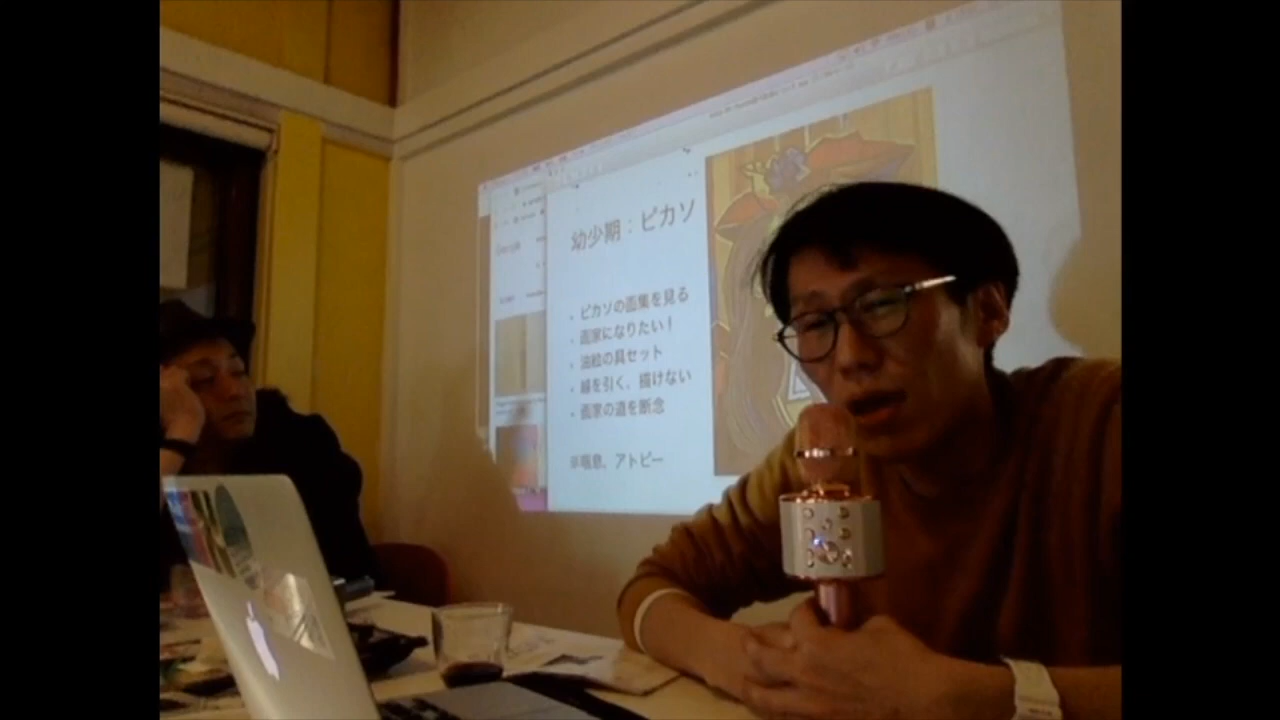 幼少期：ピカソ
・ピカソの画集を見る
・画家になりたい！
・油絵の具セット
・線を引く、描けない
・画家の道を断念
※喘息、アトピー
Google